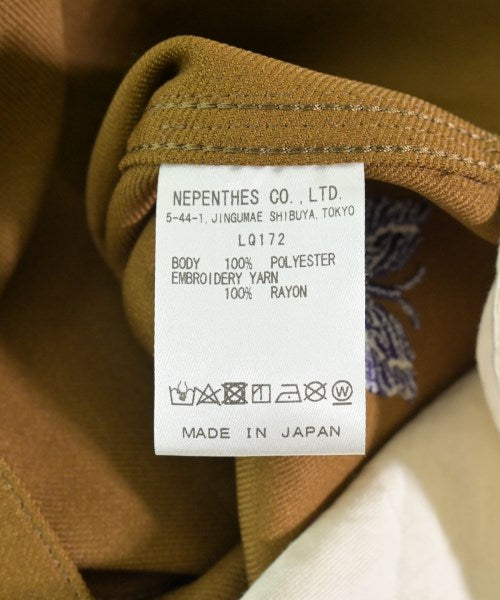 NEPENTHES CO.,LTD.
5-44-1, JINGUMAE SHIBUYA, TOKYO
LQ172
BODY 100% POLYESTER
EMBROIDERY YARN
100% RAYON
W
MADE IN JAPAN